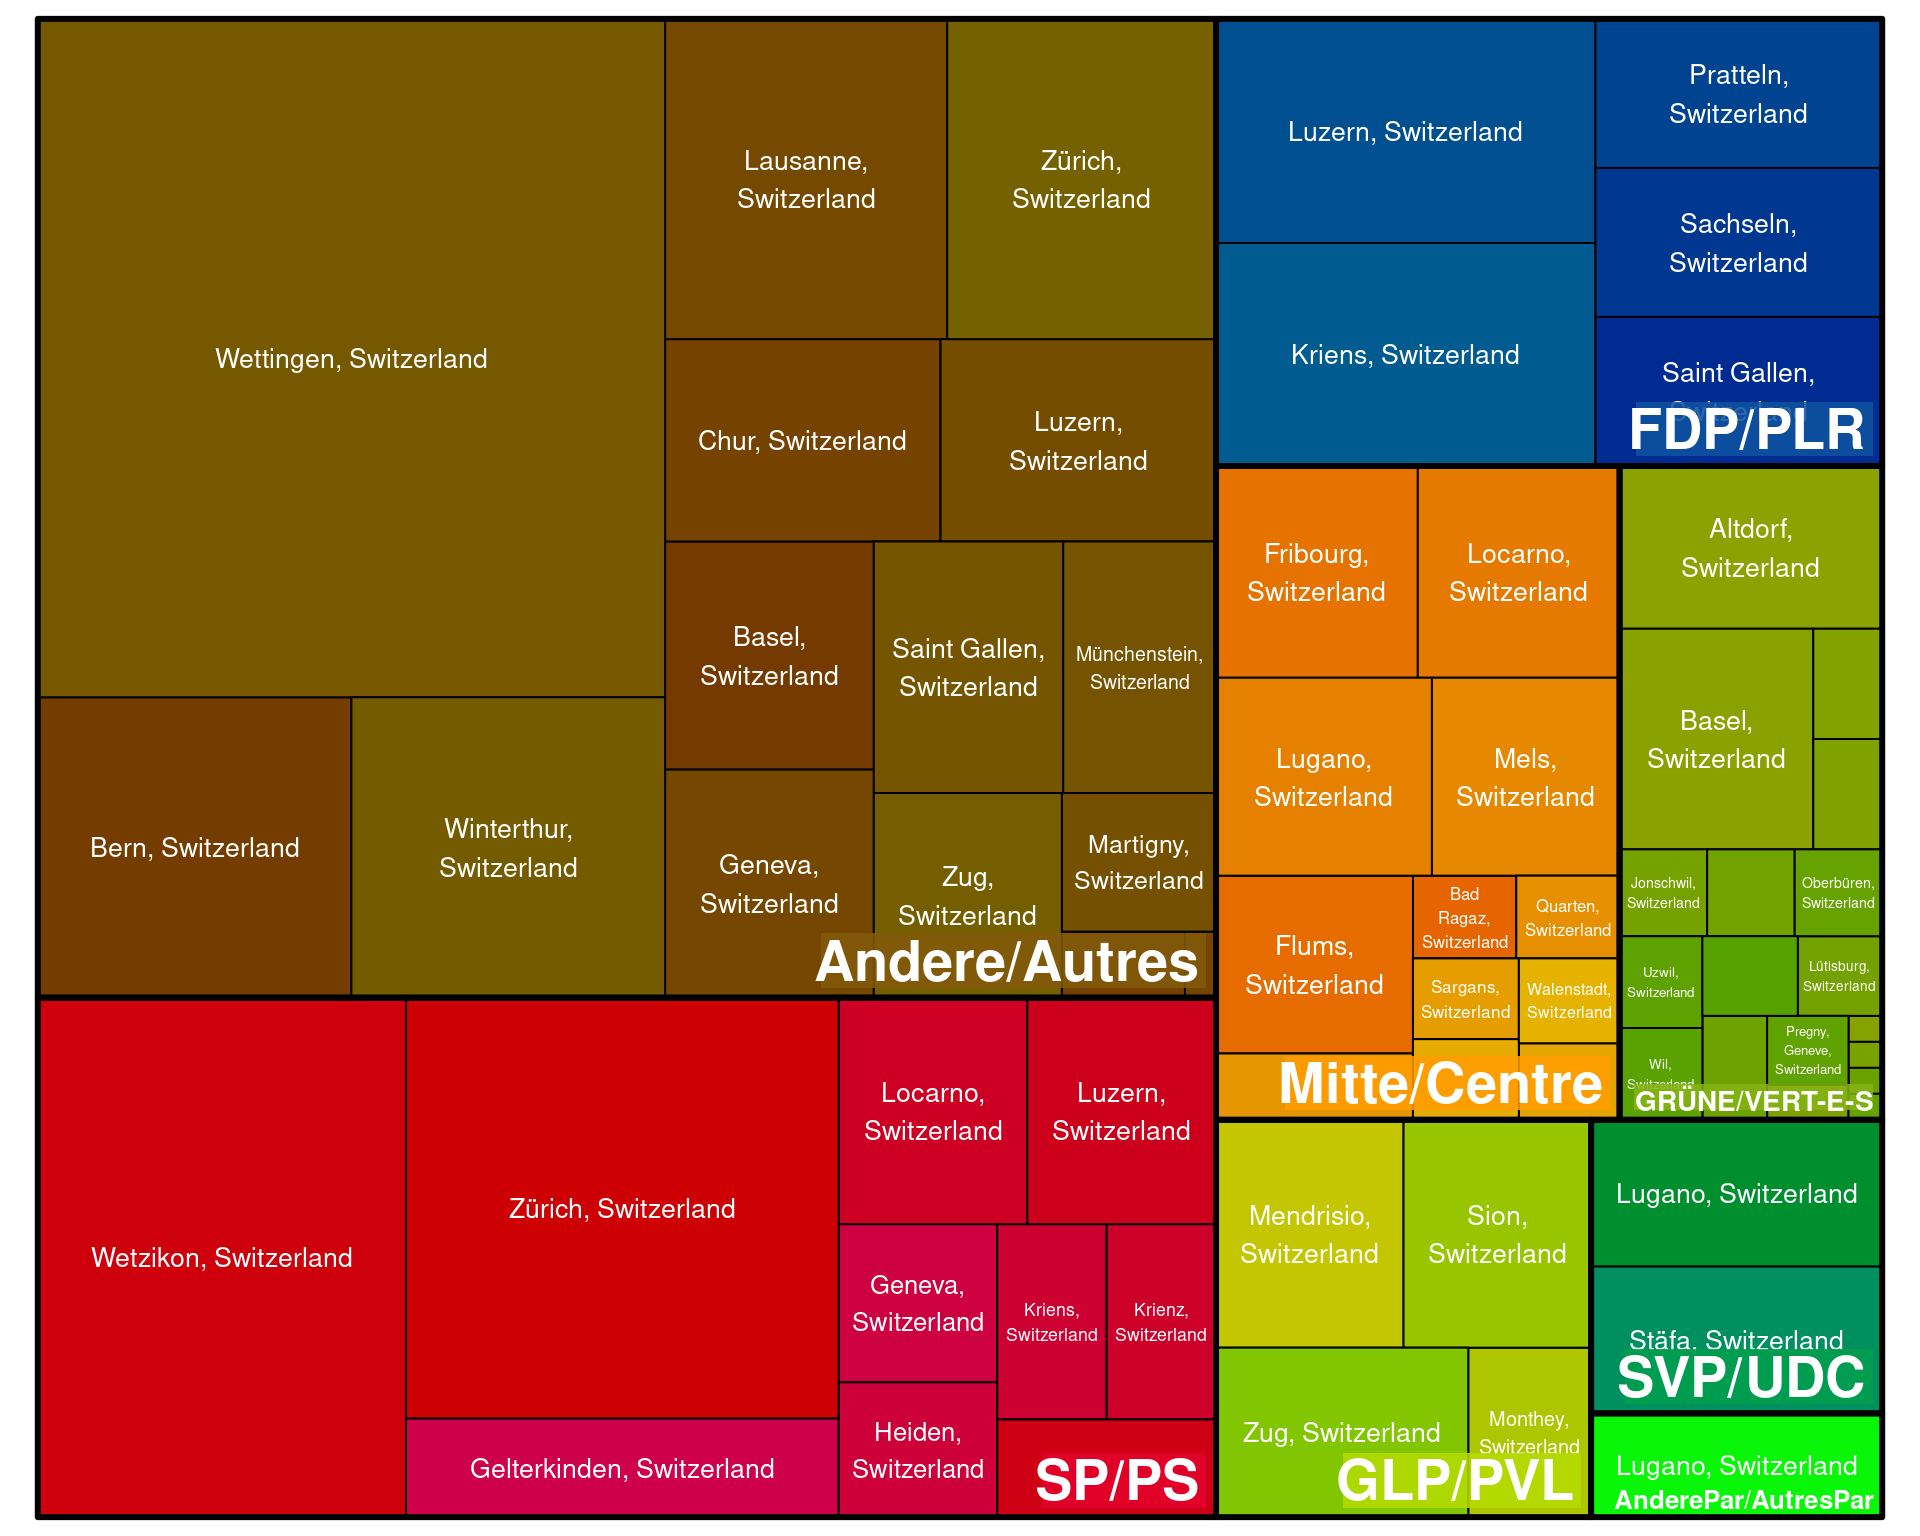 Wettingen, Switzerland
Lausanne,
Switzerland
Zürich,
Switzerland
Chur, Switzerland
Luzern,
Switzerland
Basel,
Switzerland
Saint Gallen,
Switzerland
Münchenstein,
Switzerland
Bern, Switzerland
Winterthur,
Switzerland
Geneva,
Switzerland
Zug,
Switzerland
Martigny,
Switzerland
Andere/Autres
Luzern, Switzerland
Pratteln,
Switzerland
Sachseln,
Switzerland
Kriens, Switzerland
Saint Gallen,
Switzerland
FDP/PLR
Fribourg,
Switzerland
Locarno,
Switzerland
Lugano,
Switzerland
Mels,
Switzerland
Flums,
Switzerland
Bad
Ragaz,
Switzerland
Quarten,
Switzerland
Sargans,
Switzerland
Walenstadt,
Switzerland
Mitte/Centre
Altdorf,
Switzerland
Basel,
Switzerland
Jonschwil,
Switzerland
Oberbüren,
Switzerland
Uzwil,
Switzerland
Lütisburg,
Switzerland
Wil,
Switzerland
Pregny,
Geneve,
Switzerland
GRÜNE/VERT-E-S
Wetzikon, Switzerland
Zürich, Switzerland
Gelterkinden, Switzerland
Locarno,
Switzerland
Luzern,
Switzerland
Geneva,
Switzerland
Kriens,
Switzerland
Krienz,
Switzerland
Heiden,
Switzerland
SP/PS
Mendrisio,
Switzerland
Sion,
Switzerland
Zug, Switzerland
Monthey,
Switzerland
GLP/PVL
Lugano, Switzerland
Stäfa, Switzerland
SVP/UDC
Lugano, Switzerland
AnderePar/AutresPar